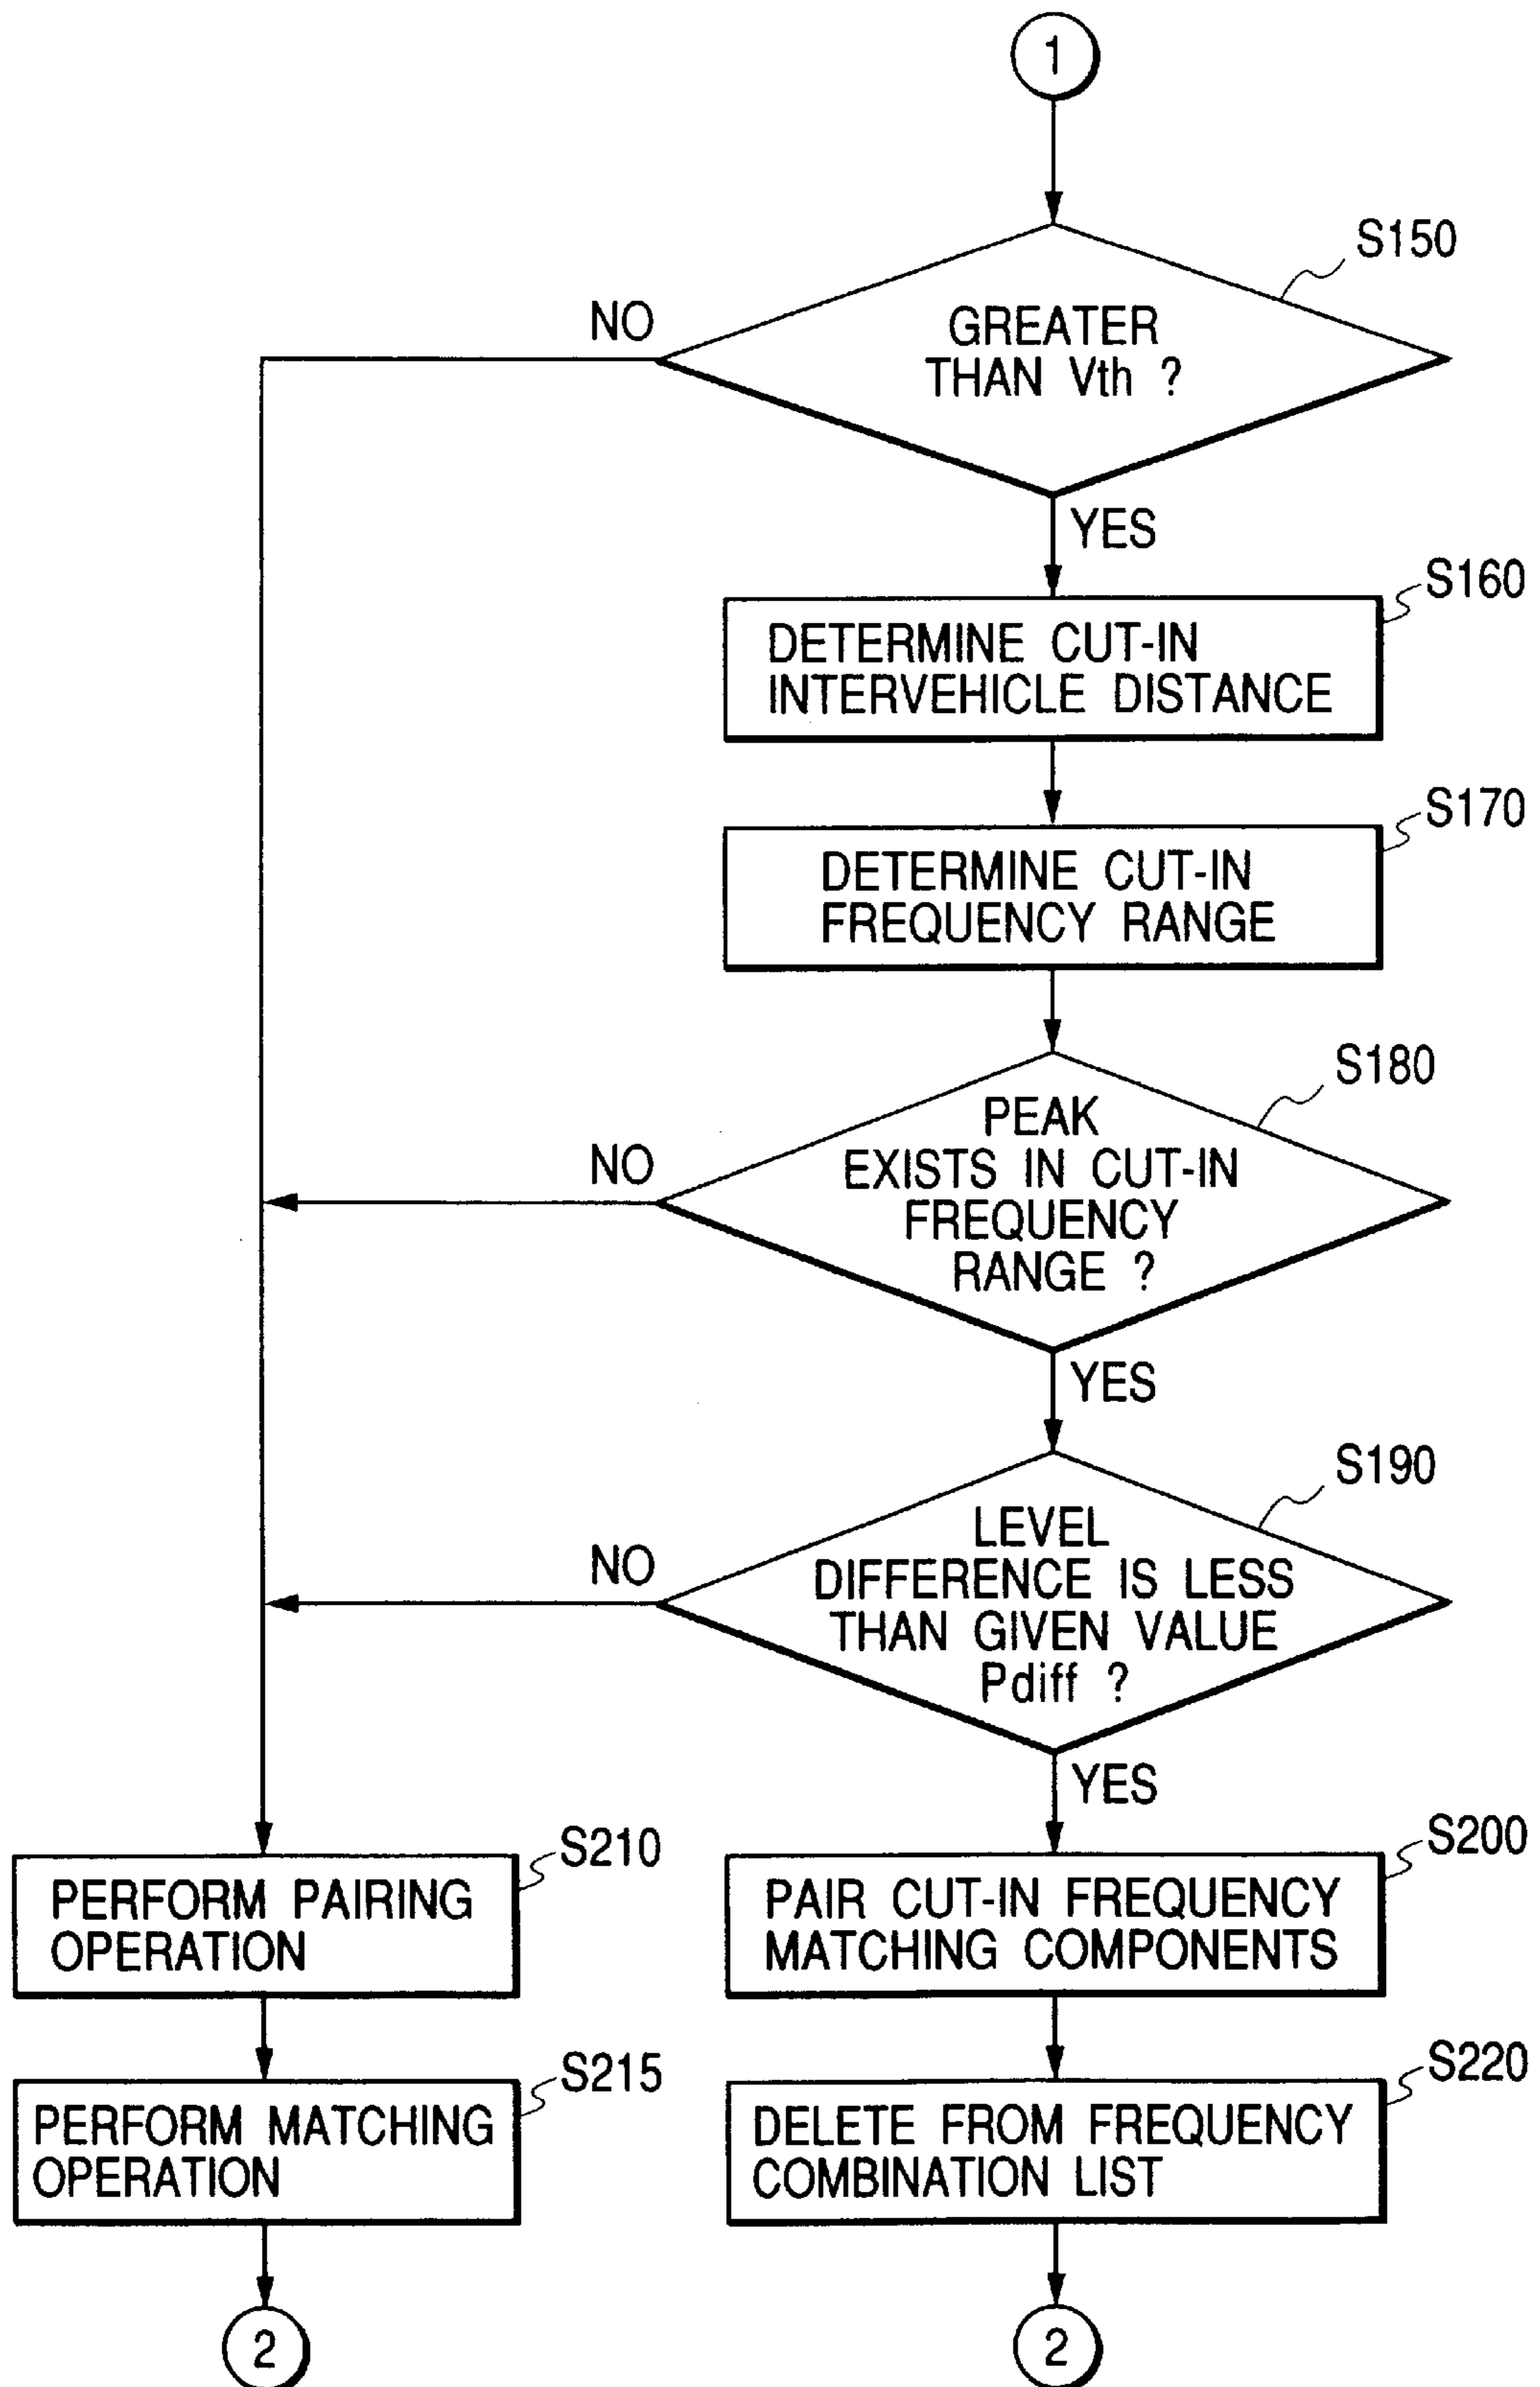 1
S150
NO
GREATER
THAN Vth ?
YES
S160
DETERMINE CUT-IN
INTERVEHICLE DISTANCE
S170
DETERMINE CUT-IN
FREQUENCY RANGE
S180
NO
PEAK
EXISTS IN CUT-IN
FREQUENCY
RANGE ?
YES
S190
NO
LEVEL
DIFFERENCE IS LESS
THAN GIVEN VALUE
Pdiff ?
YES
S210
PERFORM PAIRING
OPERATION
S200
PAIR CUT-IN FREQUENCY
MATCHING COMPONENTS
S215
PERFORM MATCHING
OPERATION
S220
DELETE FROM FREQUENCY
COMBINATION LIST
2
2